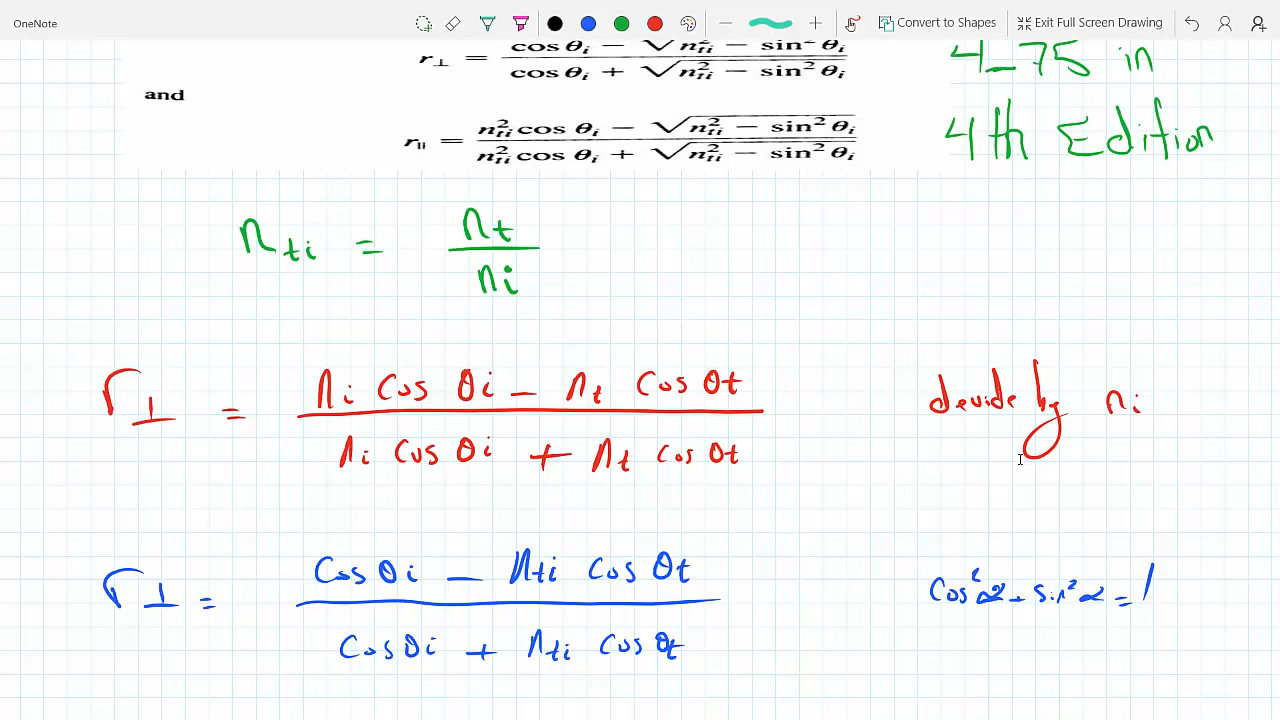 OneNote
Convert to Shapes
Exit Full Screen Drawing
r⊥ = (cos θi − √(n²ti − sin² θi)) / (cos θi + √(n²ti − sin² θi))
4_75 in
and
4th Edition
r∥ = (n²ti cos θi − √(n²ti − sin² θi)) / (n²ti cos θi + √(n²ti − sin² θi))
nti = nt / ni
r⊥ = (ni Cos θi − nt Cos θt) / (ni Cos θi + nt Cos θt)
devide by ni
r⊥ = (Cos θi − nti Cos θt) / (Cos θi + nti Cos θt)
Cos²α + Sin²α = 1